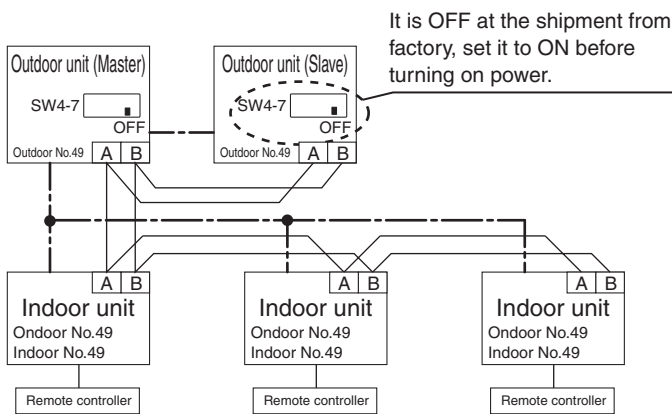 It is OFF at the shipment from
factory, set it to ON before
turning on power.
Outdoor unit (Master)
SW4-7
OFF
Outdoor No.49
A B
Outdoor unit (Slave)
SW4-7
OFF
Outdoor No.49
A B
A B
Indoor unit
Ondoor No.49
Indoor No.49
Remote controller
A B
Indoor unit
Ondoor No.49
Indoor No.49
Remote controller
A B
Indoor unit
Ondoor No.49
Indoor No.49
Remote controller